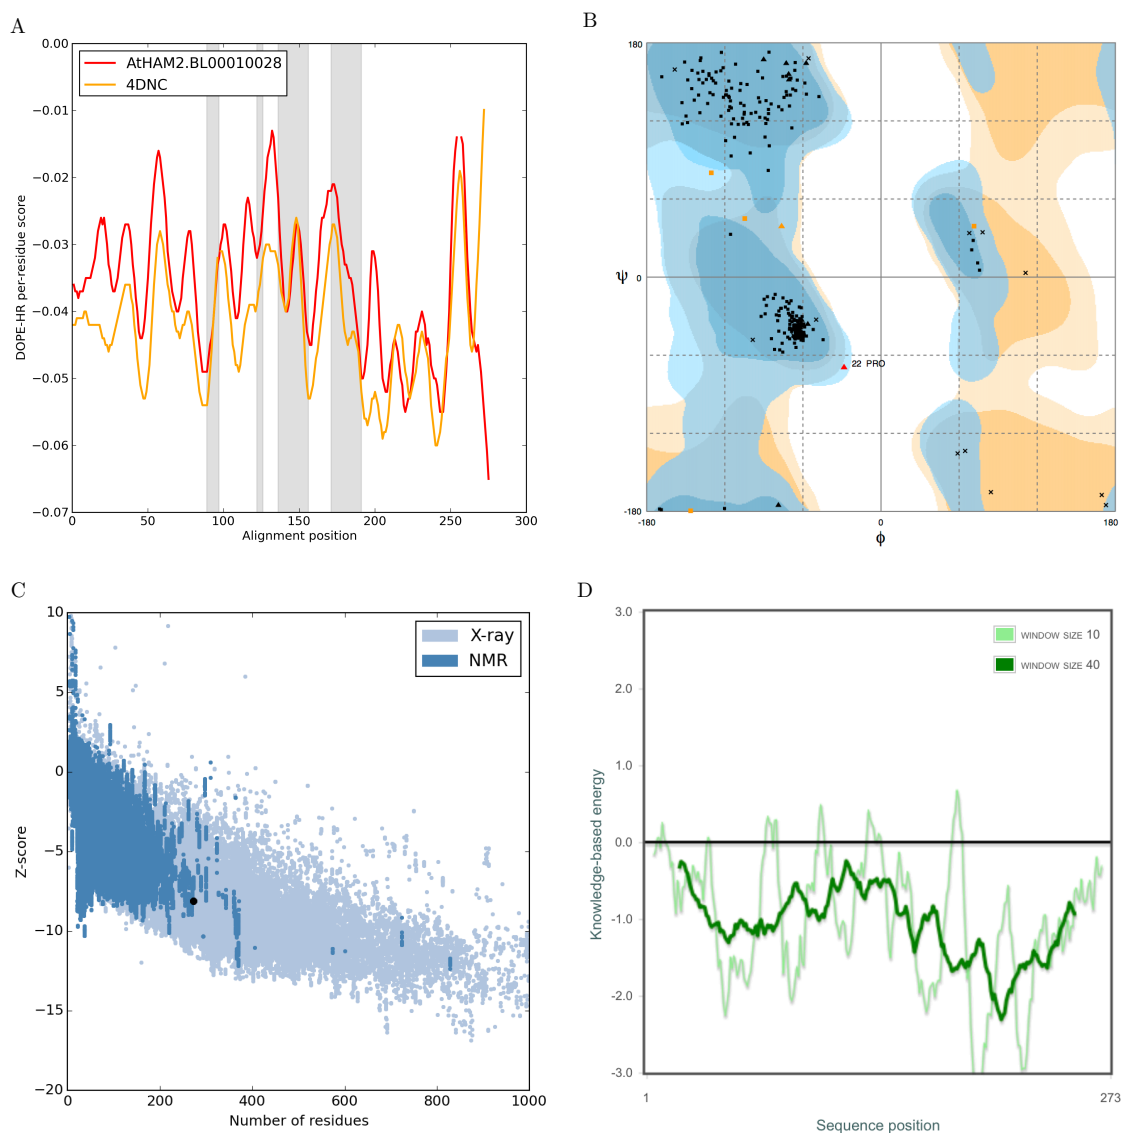 A
0.00
−0.01
−0.02
−0.03
−0.04
−0.05
−0.06
−0.07
DOPE-HR per-residue score
AtHAM2.BL00010028
4DNC
0 50 100 150 200 250 300
Alignment position
B
180
0
-180
ψ
22 PRO
-180 0 180
ϕ
C
10
5
0
−5
−10
−15
−20
Z-score
X-ray
NMR
0 200 400 600 800 1000
Number of residues
D
3.0
2.0
1.0
0.0
-1.0
-2.0
-3.0
Knowledge-based energy
WINDOW SIZE 10
WINDOW SIZE 40
1 273
Sequence position